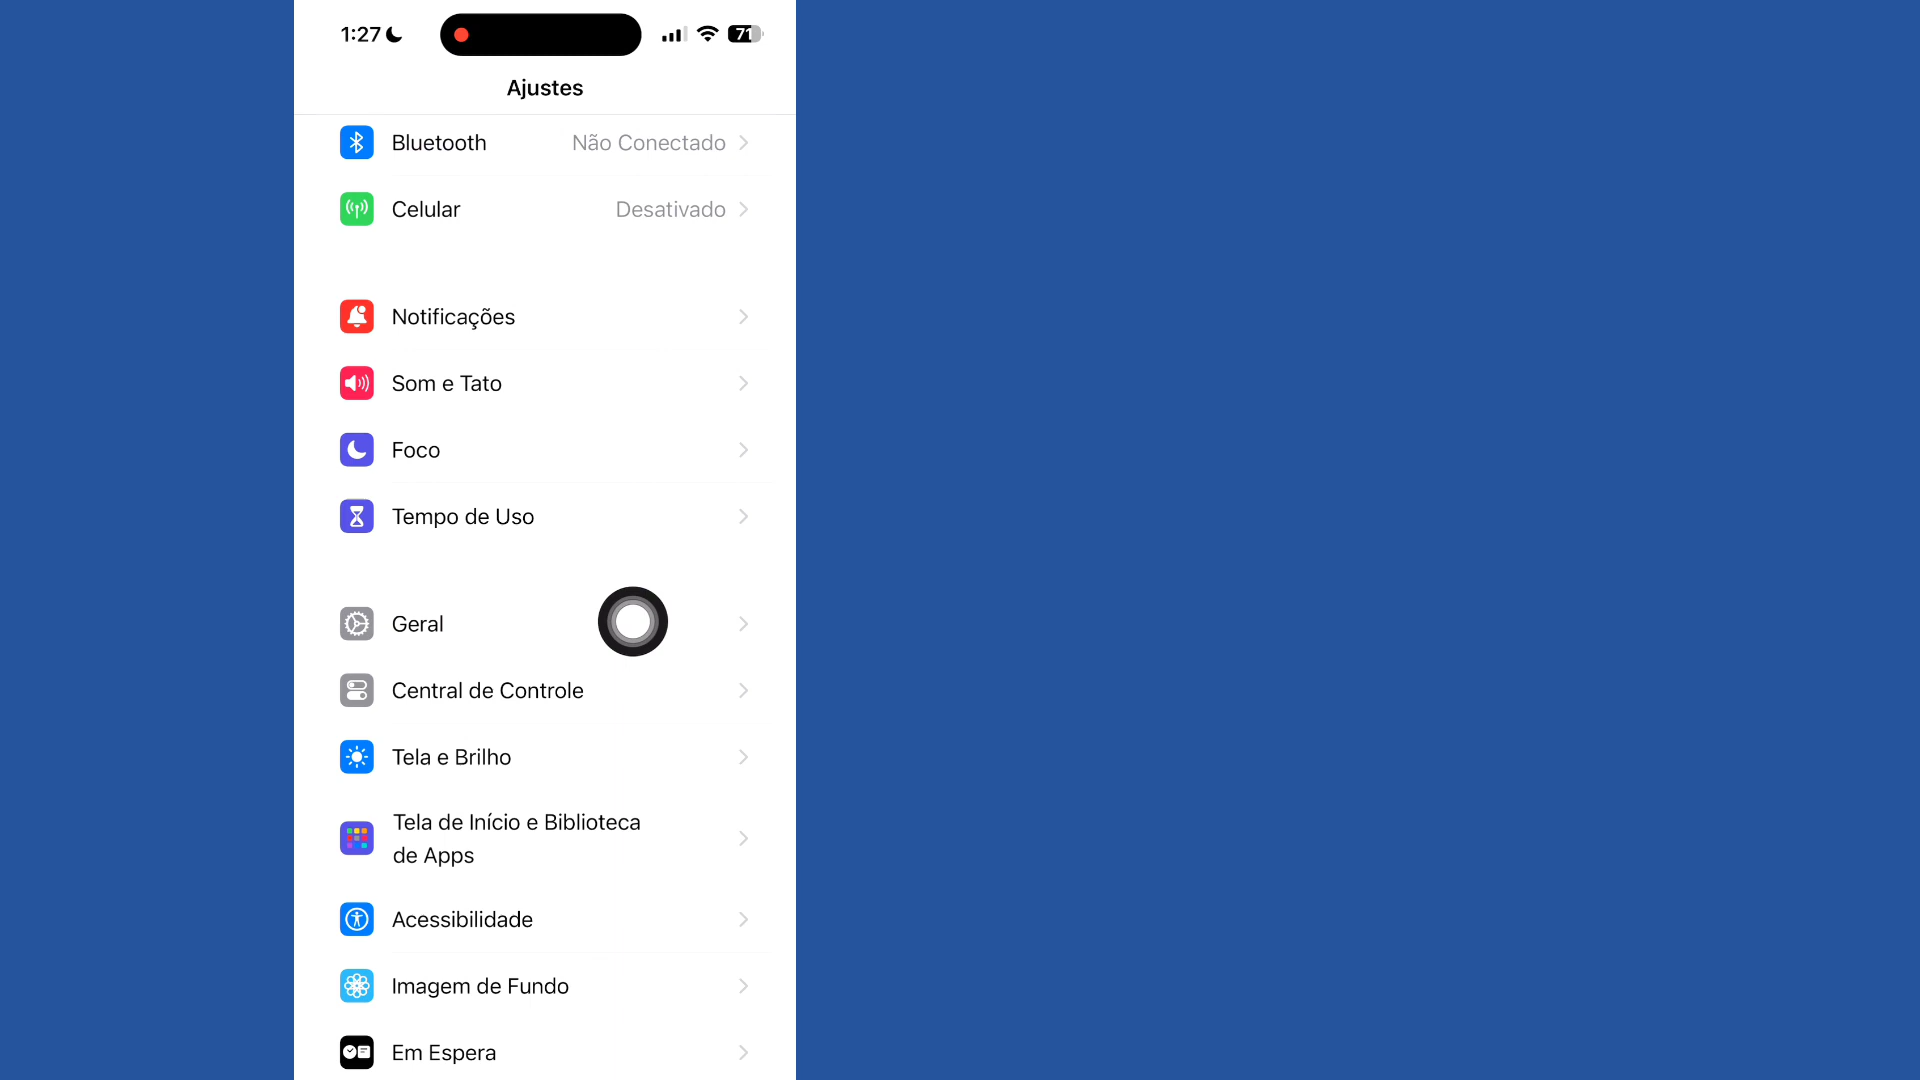 1:27
71
Ajustes
Bluetooth Não Conectado
Celular Desativado
Notificações
Som e Tato
Foco
Tempo de Uso
Geral
Central de Controle
Tela e Brilho
Tela de Início e Biblioteca
de Apps
Acessibilidade
Imagem de Fundo
Em Espera